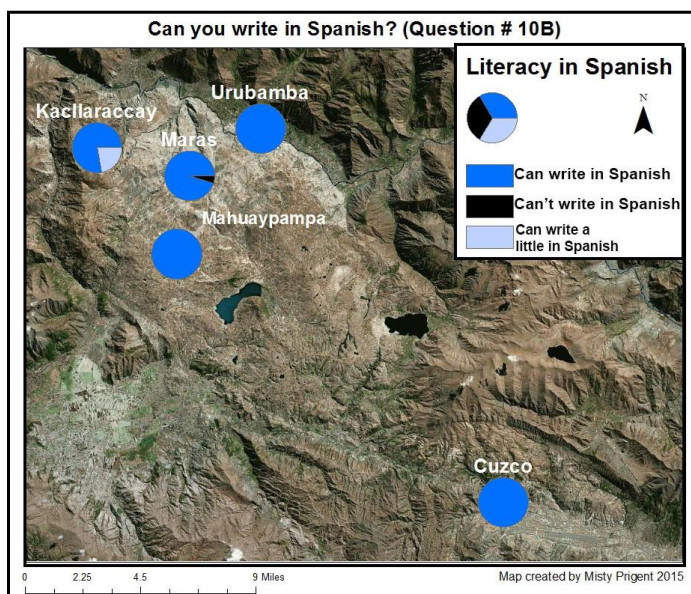 Can you write in Spanish? (Question # 10B)
Literacy in Spanish
N
Can write in Spanish
Can't write in Spanish
Can write a
little in Spanish
Urubamba
Kacllaraccay
Maras
Mahuaypampa
Cuzco
0 2.25 4.5 9 Miles
Map created by Misty Prigent 2015